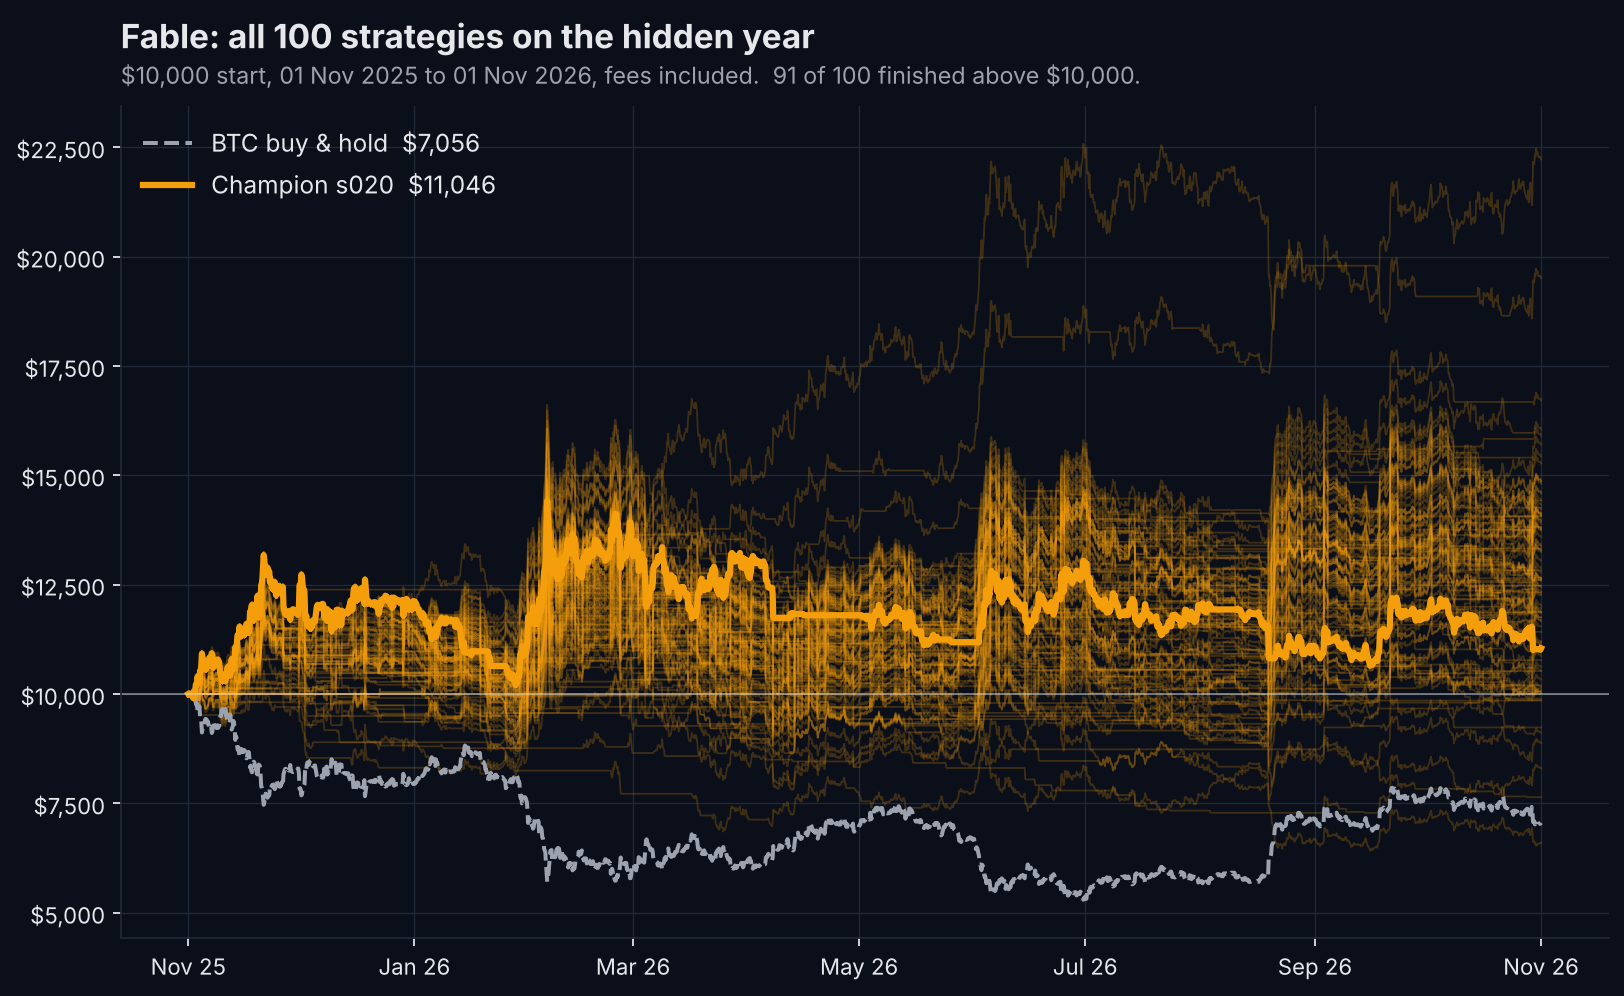 Fable: all 100 strategies on the hidden year
$10,000 start, 01 Nov 2025 to 01 Nov 2026, fees included.  91 of 100 finished above $10,000.
BTC buy & hold  $7,056
Champion s020  $11,046
$22,500
$20,000
$17,500
$15,000
$12,500
$10,000
$7,500
$5,000
Nov 25
Jan 26
Mar 26
May 26
Jul 26
Sep 26
Nov 26